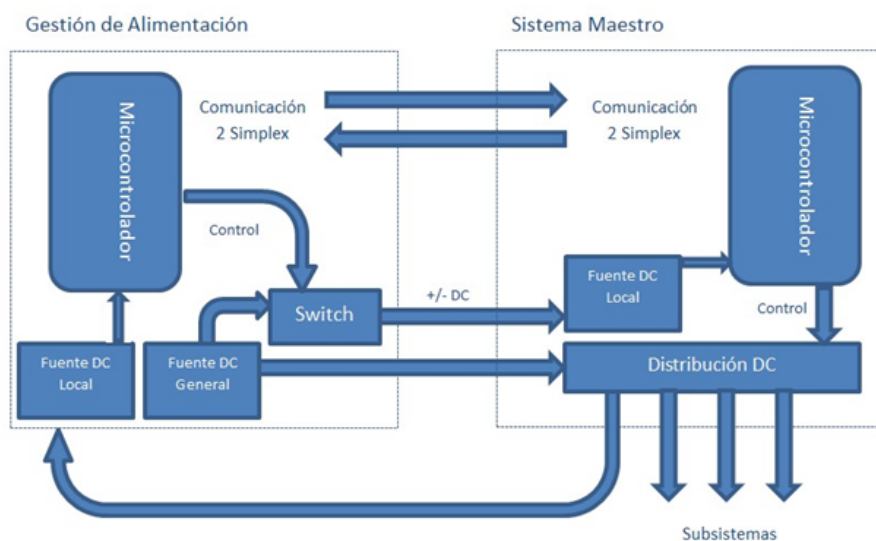 Gestión de Alimentación
Sistema Maestro
Microcontrolador
Comunicación
2 Simplex
Comunicación
2 Simplex
Microcontrolador
Control
Fuente DC
Local
+/- DC
Control
Switch
Fuente DC
Local
Fuente DC
General
Distribución DC
Subsistemas